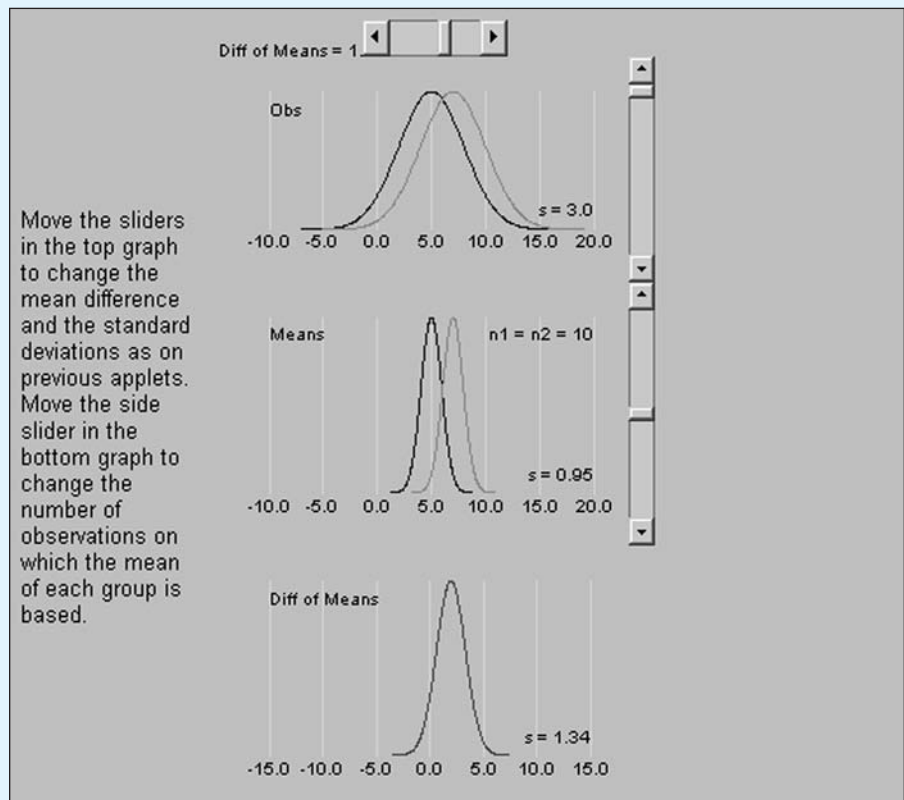 Diff of Means = 1
Obs
s = 3.0
-10.0 -5.0 0.0 5.0 10.0 15.0 20.0
Move the sliders
in the top graph
to change the
mean difference
and the standard
deviations as on
previous applets.
Move the side
slider in the
bottom graph to
change the
number of
observations on
which the mean
of each group is
based.
Means
n1 = n2 = 10
s = 0.95
-10.0 -5.0 0.0 5.0 10.0 15.0 20.0
Diff of Means
s = 1.34
-15.0 -10.0 -5.0 0.0 5.0 10.0 15.0